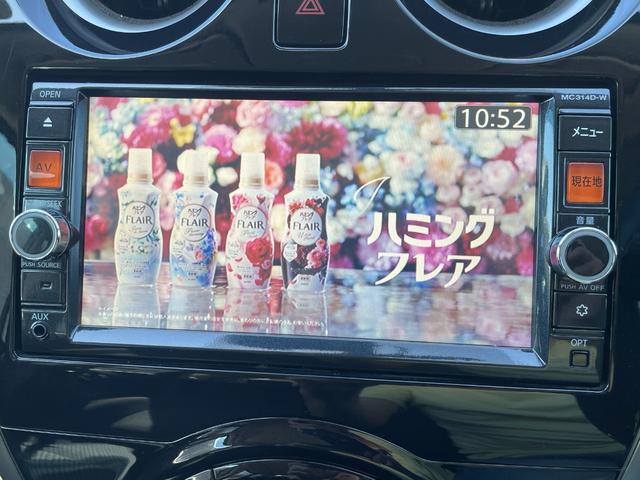 OPEN
MC314D-W
10:52
メニュー
AV
現在地
SEEK
音量
PUSH SOURCE
PUSH AV OFF
AUX
OPT
FLAIR
FLAIR
FLAIR
FLAIR
ハミング
フレア